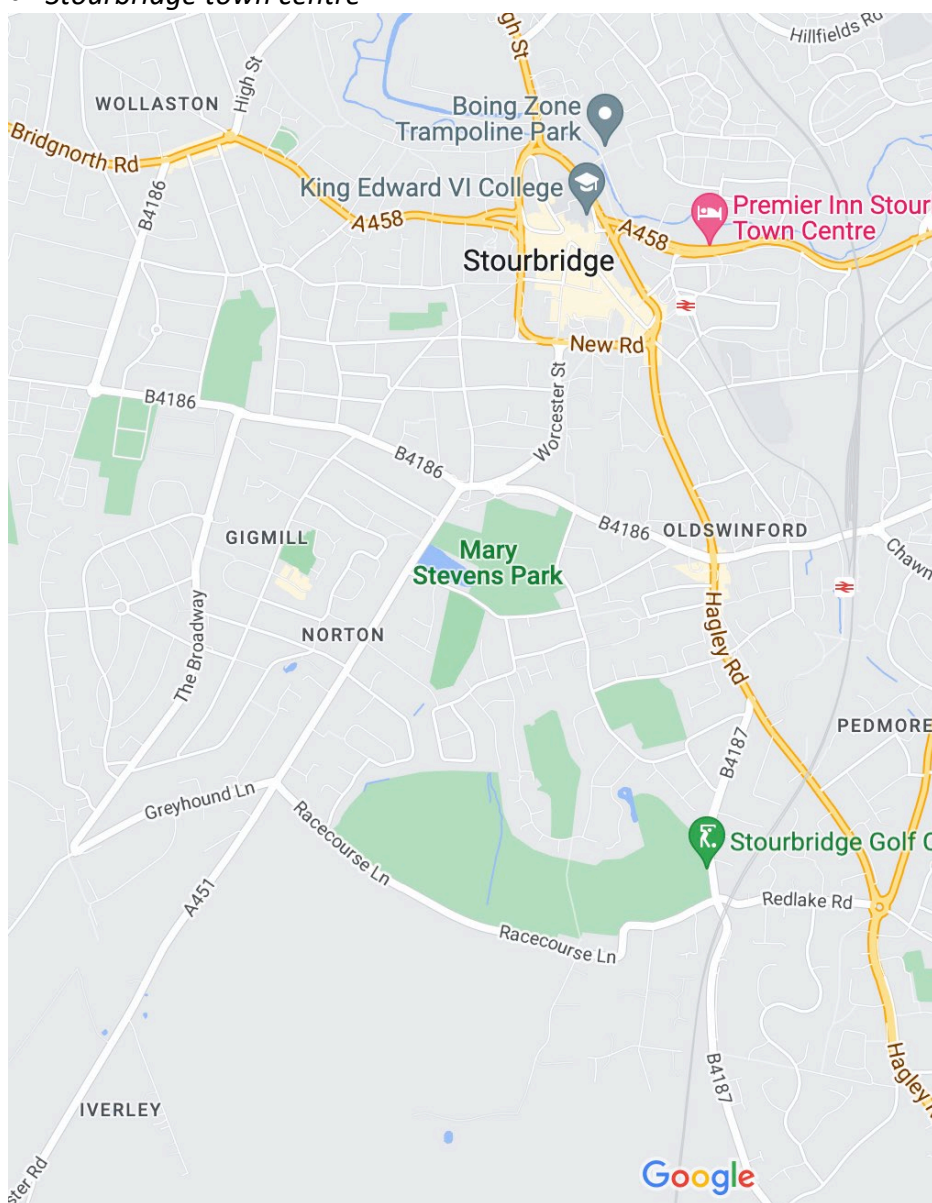 Stourbridge town centre
Hillfields Rd
gh St
WOLLASTON
High St
Boing Zone
Trampoline Park
Bridgnorth Rd
King Edward VI College
B4186
A458
A458
Premier Inn Stour
Town Centre
Stourbridge
New Rd
B4186
Worcester St
B4186
B4186
OLDSWINFORD
GIGMILL
Mary
Stevens Park
Chawn
Hagley Rd
NORTON
The Broadway
PEDMORE
B4187
Greyhound Ln
Racecourse Ln
Stourbridge Golf C
A451
Redlake Rd
Racecourse Ln
Hagley R
B4187
IVERLEY
ster Rd
Google